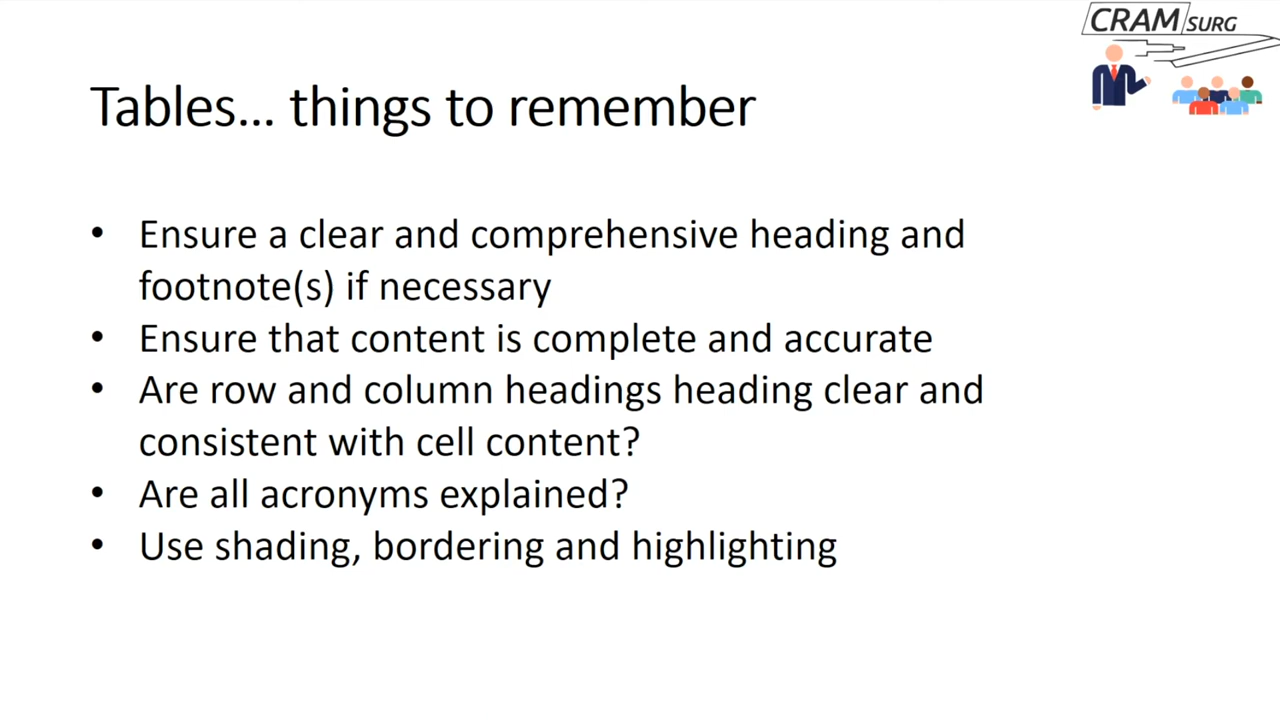 CRAM SURG
Tables... things to remember
• Ensure a clear and comprehensive heading and
footnote(s) if necessary
• Ensure that content is complete and accurate
• Are row and column headings heading clear and
consistent with cell content?
• Are all acronyms explained?
• Use shading, bordering and highlighting